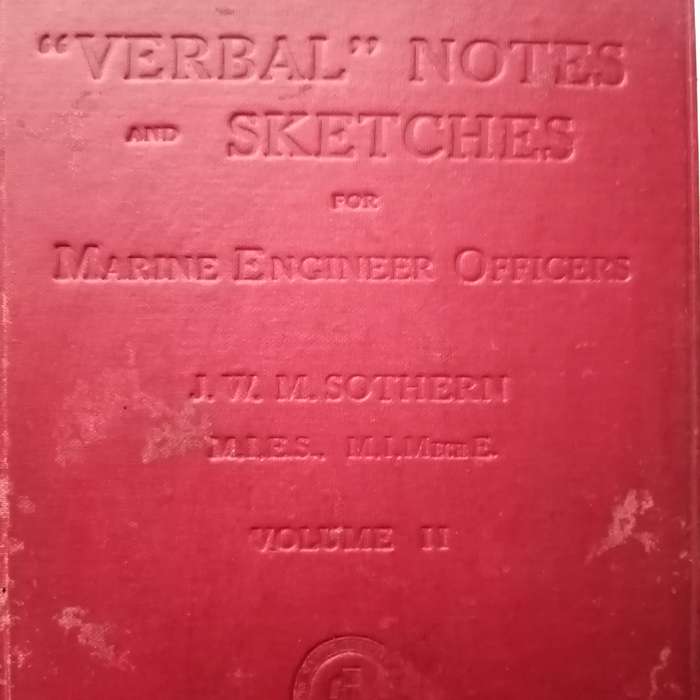 “VERBAL” NOTES
AND SKETCHES
FOR
MARINE ENGINEER OFFICERS
J. W. M. SOTHERN
M.I.E.S., M.I.MECH E.
VOLUME II